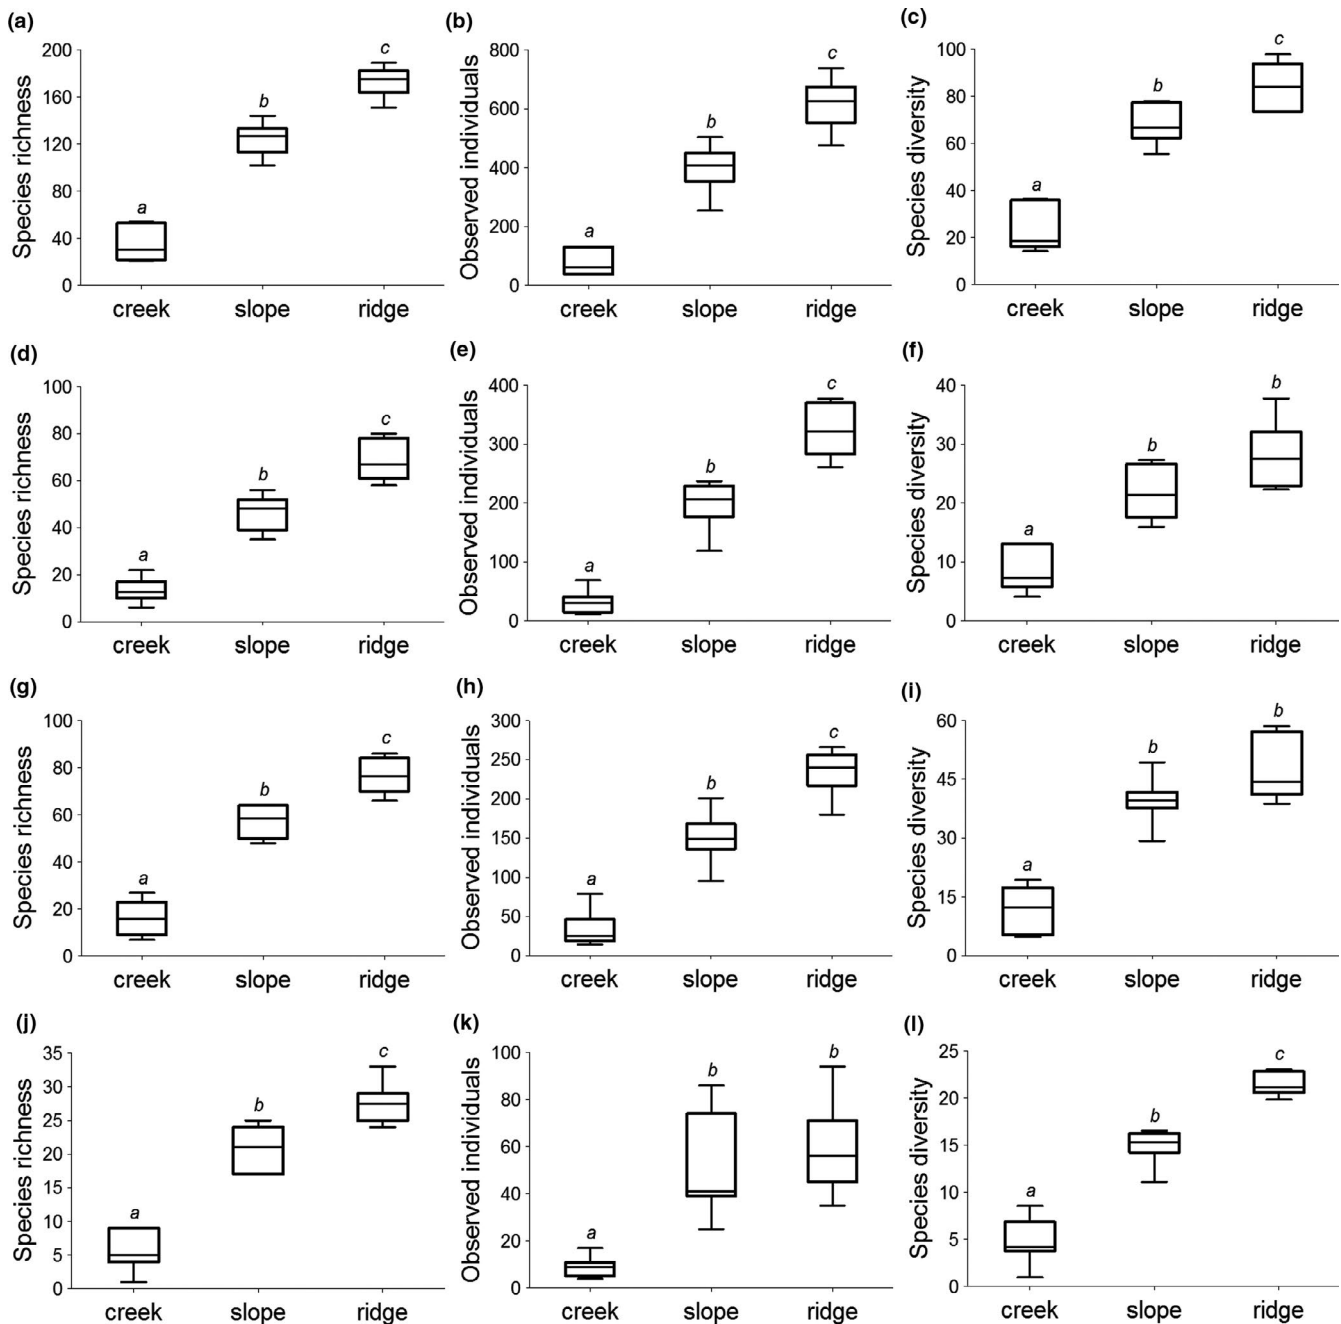 (a)
Species richness
200
160
120
80
40
0
a
b
c
creek slope ridge
(b)
Observed individuals
800
600
400
200
0
a
b
c
creek slope ridge
(c)
Species diversity
100
80
60
40
20
0
a
b
c
creek slope ridge
(d)
Species richness
100
80
60
40
20
0
a
b
c
creek slope ridge
(e)
Observed individuals
400
300
200
100
0
a
b
c
creek slope ridge
(f)
Species diversity
40
30
20
10
0
a
b
b
creek slope ridge
(g)
Species richness
100
80
60
40
20
0
a
b
c
creek slope ridge
(h)
Observed individuals
300
250
200
150
100
50
0
a
b
c
creek slope ridge
(i)
Species diversity
60
45
30
15
0
a
b
b
creek slope ridge
(j)
Species richness
35
30
25
20
15
10
5
0
a
b
c
creek slope ridge
(k)
Observed individuals
100
80
60
40
20
0
a
b
b
creek slope ridge
(l)
Species diversity
25
20
15
10
5
0
a
b
c
creek slope ridge